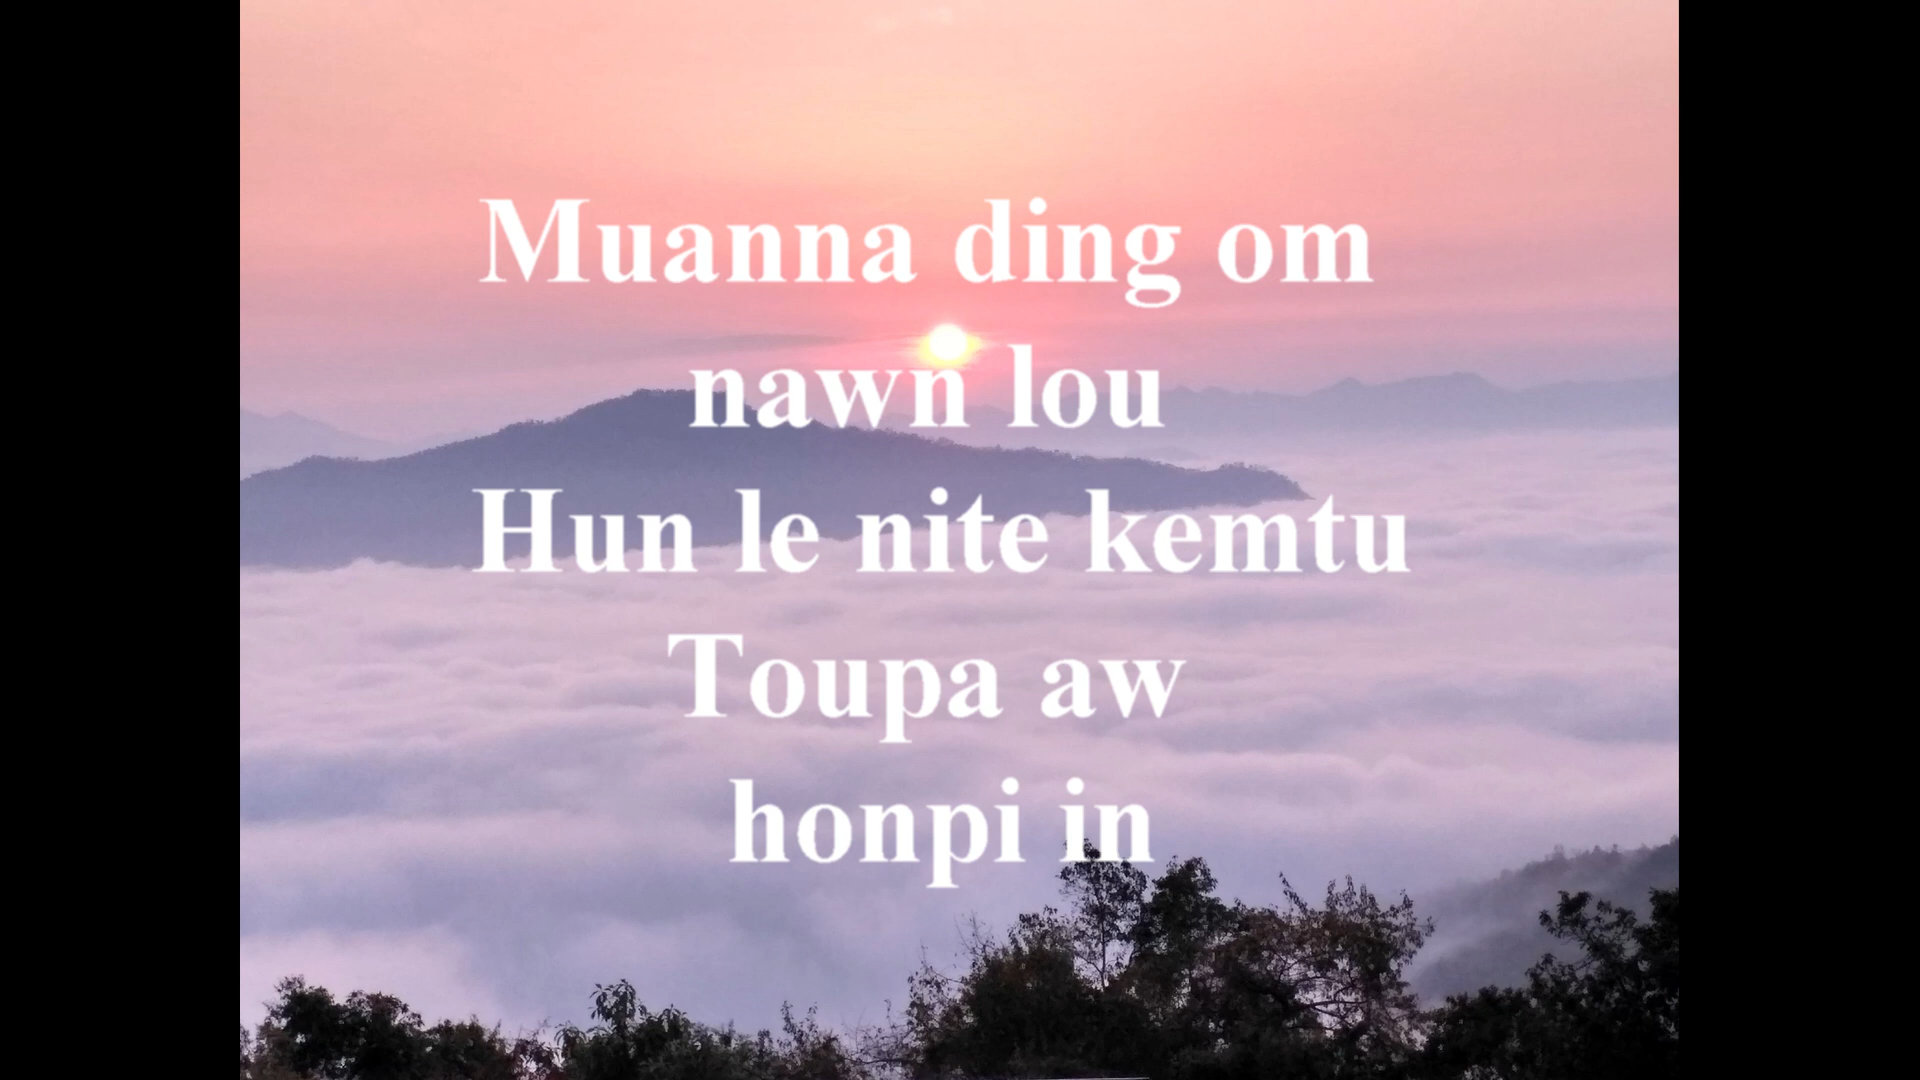 Muanna ding om
nawn lou
Hun le nite kemtu
Toupa aw
honpi in